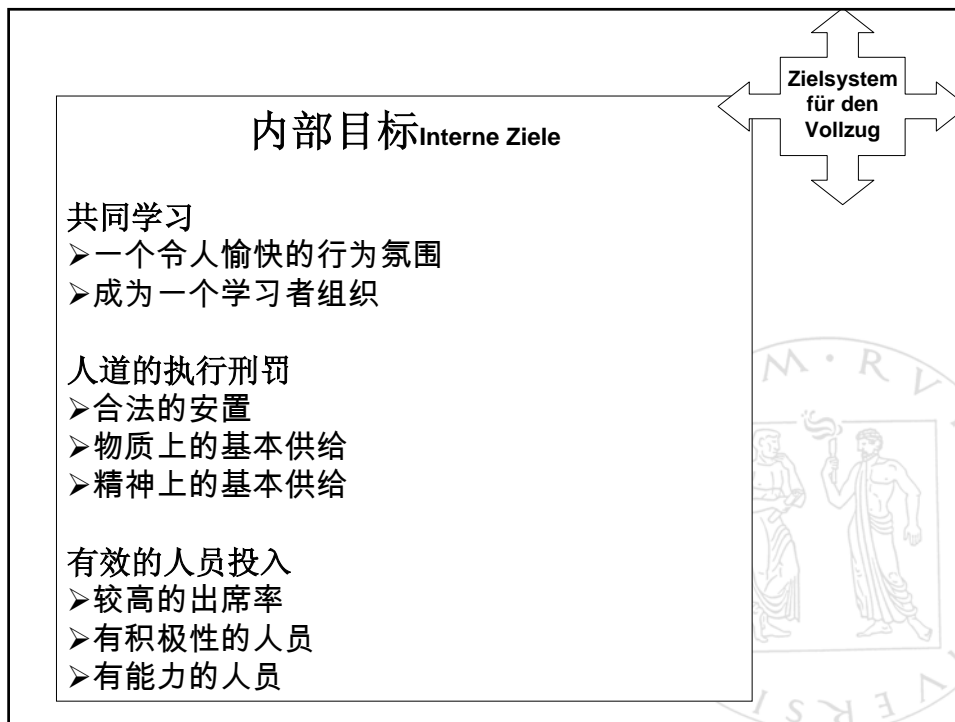 Zielsystem
für den
Vollzug
内部目标Interne Ziele
共同学习
➢一个令人愉快的行为氛围
➢成为一个学习者组织
人道的执行刑罚
➢合法的安置
➢物质上的基本供给
➢精神上的基本供给
有效的人员投入
➢较高的出席率
➢有积极性的人员
➢有能力的人员